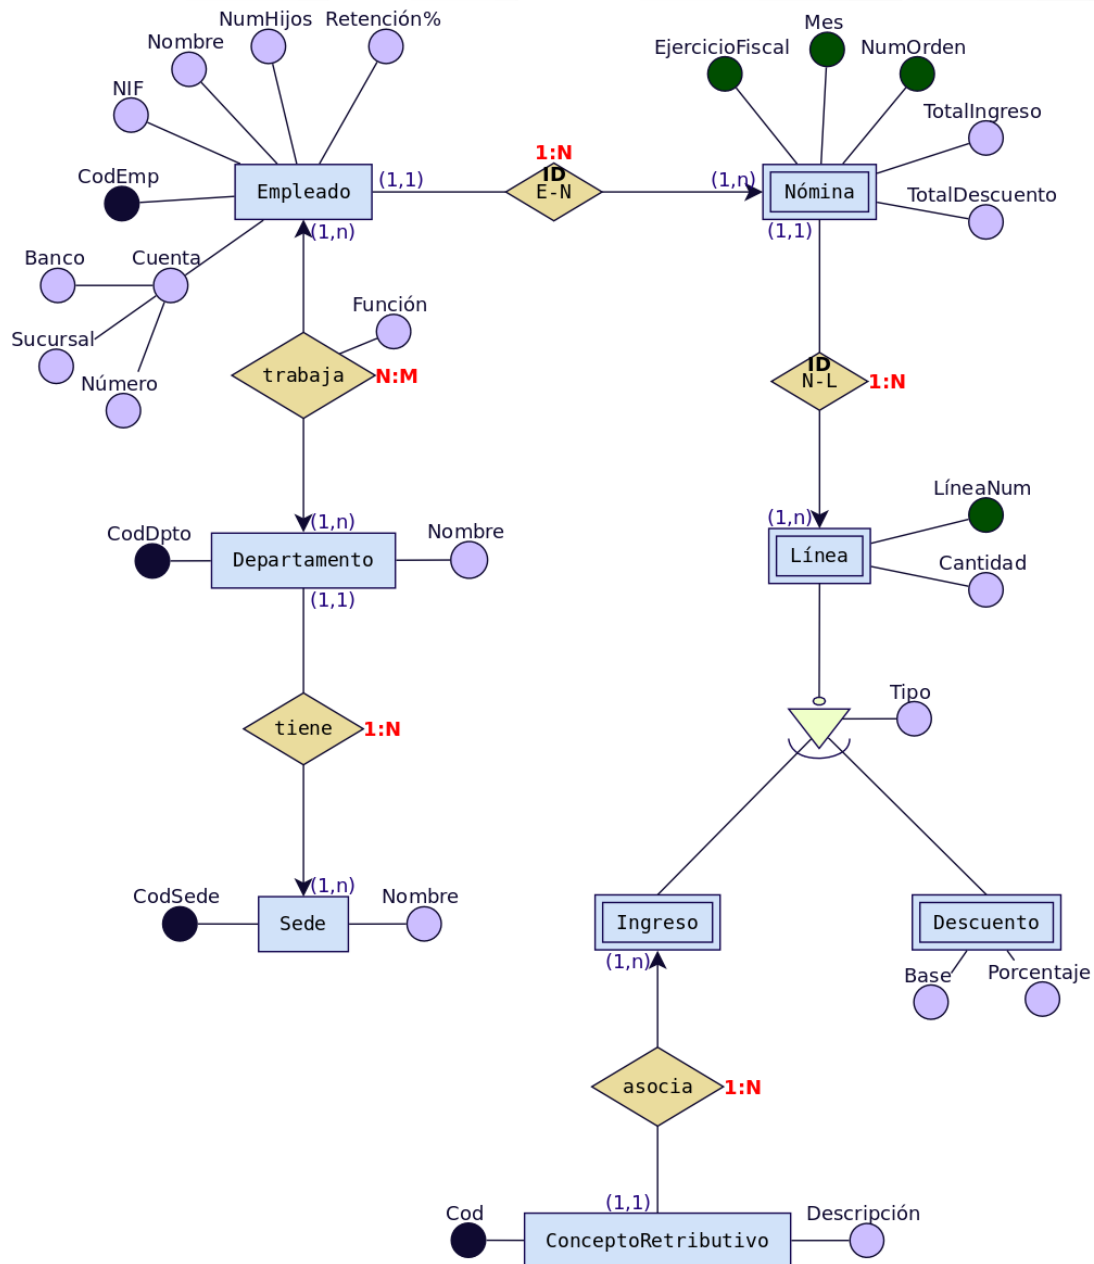 NumHijos
Retención%
Nombre
NIF
CodEmp
Empleado
(1,1)
1:N
ID
E-N
(1,n)
Mes
EjercicioFiscal
NumOrden
TotalIngreso
Nómina
TotalDescuento
(1,1)
(1,n)
Banco
Cuenta
Sucursal
Número
Función
trabaja
N:M
ID
N-L
1:N
(1,n)
CodDpto
Departamento
Nombre
(1,1)
(1,n)
LíneaNum
Línea
Cantidad
tiene
1:N
Tipo
(1,n)
CodSede
Sede
Nombre
Ingreso
(1,n)
Descuento
Base
Porcentaje
asocia
1:N
(1,1)
Cod
ConceptoRetributivo
Descripción